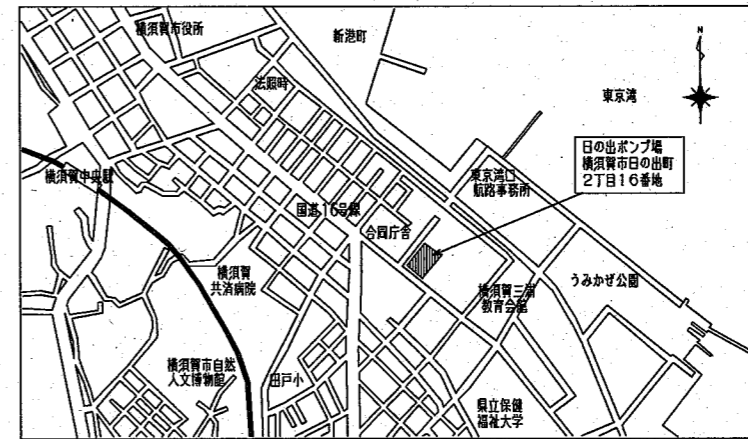 横須賀市役所
新港町
N
法照時
東京湾
日の出ポンプ場
横須賀市日の出町
2丁目16番地
横須賀中央駅
東京湾口
航路事務所
国道16号線
合同庁舎
横須賀
共済病院
横須賀三浦
教育会館
うみかぜ公園
横須賀市自然
人文博物館
田戸小
県立保健
福祉大学